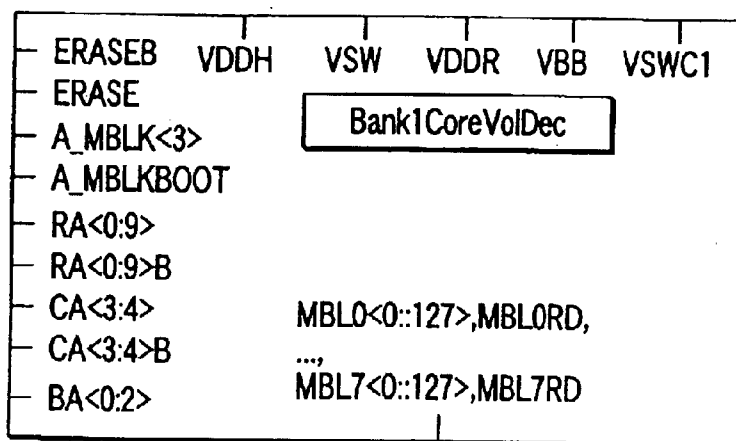 ERASEB VDDH VSW VDDR VBB VSWC1
ERASE
Bank1CoreVolDec
A_MBLK<3>
A_MBLKBOOT
RA<0:9>
RA<0:9>B
CA<3:4>
MBL0<0::127>,MBL0RD,
CA<3:4>B
...,
BA<0:2>
MBL7<0::127>,MBL7RD